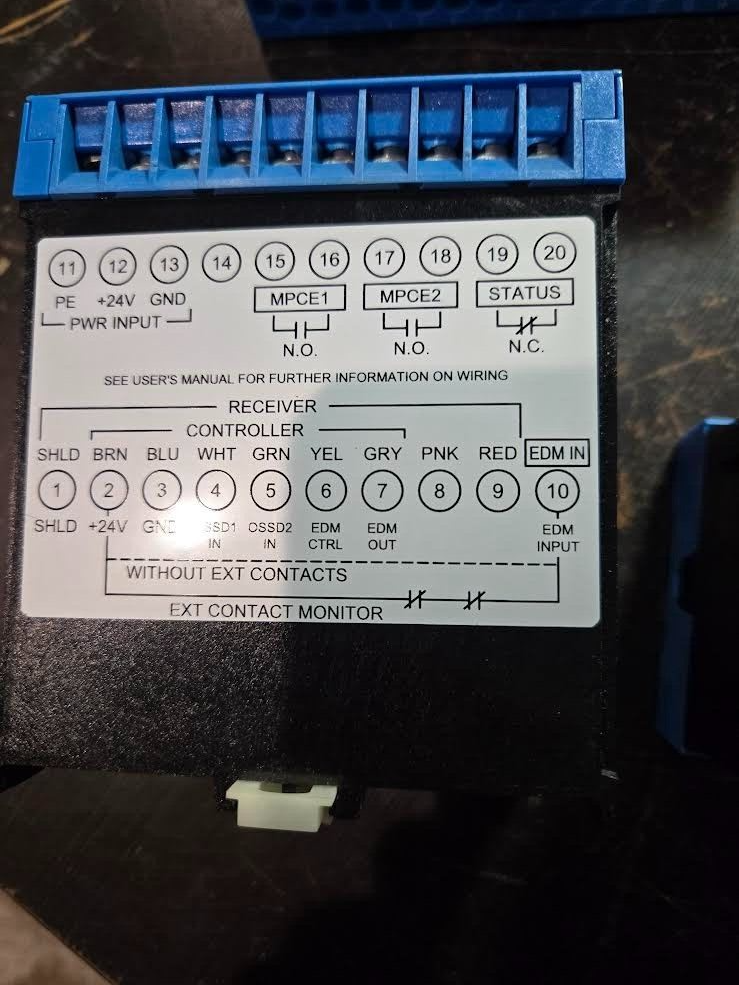 11 12 13 14 15 16 17 18 19 20
PE +24V GND MPCE1 MPCE2 STATUS
PWR INPUT
N.O. N.O. N.C.
SEE USER'S MANUAL FOR FURTHER INFORMATION ON WIRING
RECEIVER
CONTROLLER
SHLD BRN BLU WHT GRN YEL GRY PNK RED EDM IN
1 2 3 4 5 6 7 8 9 10
SHLD +24V GND OSSD2 EDM EDM EDM
IN IN CTRL OUT INPUT
WITHOUT EXT CONTACTS
EXT CONTACT MONITOR